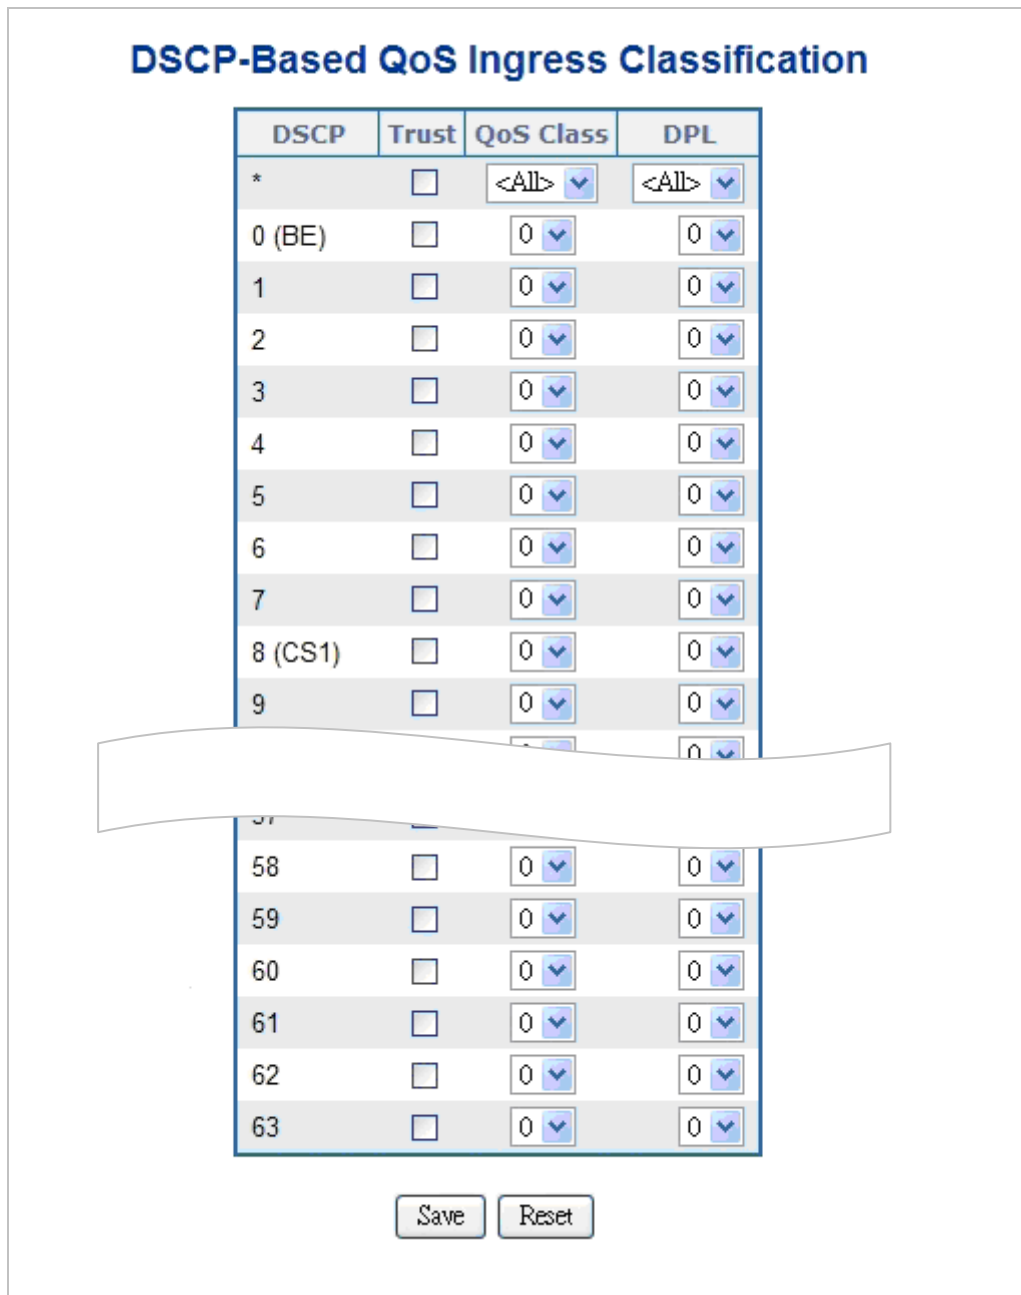 DSCP-Based QoS Ingress Classification
DSCP Trust QoS Class DPL
* <All> <All>
0 (BE) 0 0
1 0 0
2 0 0
3 0 0
4 0 0
5 0 0
6 0 0
7 0 0
8 (CS1) 0 0
9 0 0
0
58 0 0
59 0 0
60 0 0
61 0 0
62 0 0
63 0 0
Save Reset